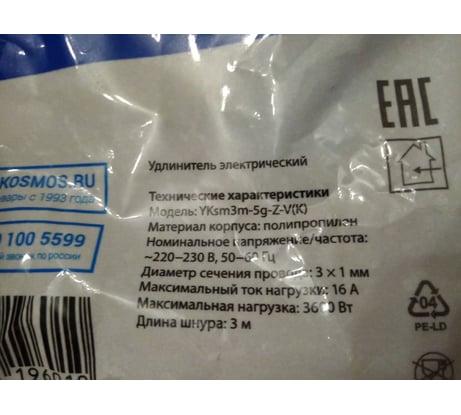 EAC
KOSMOS.RU
вары с 1993 года
100 5599
звонок по россии
Удлинитель электрический
Технические характеристики
Модель: YKsm3m-5g-Z-V(K)
Материал корпуса: полипропилен
Номинальное напряжение/частота:
~220–230 В, 50–60 Гц
Диаметр сечения провода: 3 × 1 мм
Максимальный ток нагрузки: 16 А
Максимальная нагрузка: 3600 Вт
Длина шнура: 3 м
04
PE-LD